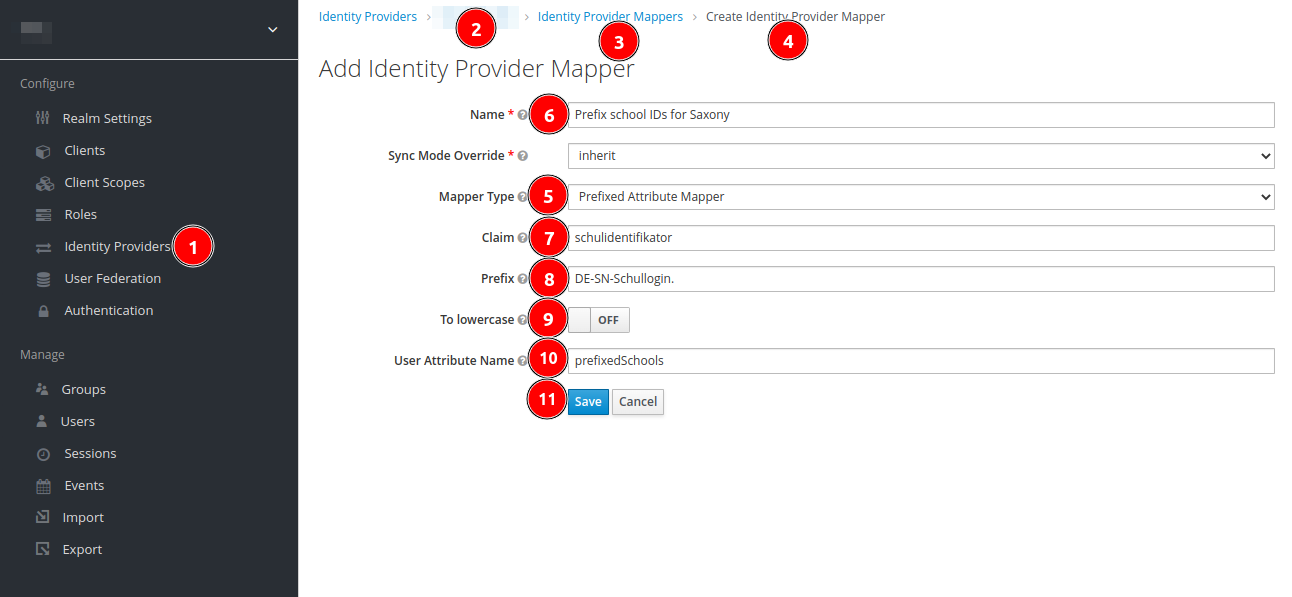 Identity Providers › › Identity Provider Mappers › Create Identity Provider Mapper
2
3
4
Configure
Realm Settings
Clients
Client Scopes
Roles
Identity Providers 1
User Federation
Authentication
Manage
Groups
Users
Sessions
Events
Import
Export
Add Identity Provider Mapper
Name * 6 Prefix school IDs for Saxony
Sync Mode Override * inherit
Mapper Type 5 Prefixed Attribute Mapper
Claim 7 schulidentifikator
Prefix 8 DE-SN-Schullogin.
To lowercase 9 OFF
User Attribute Name 10 prefixedSchools
11 Save Cancel